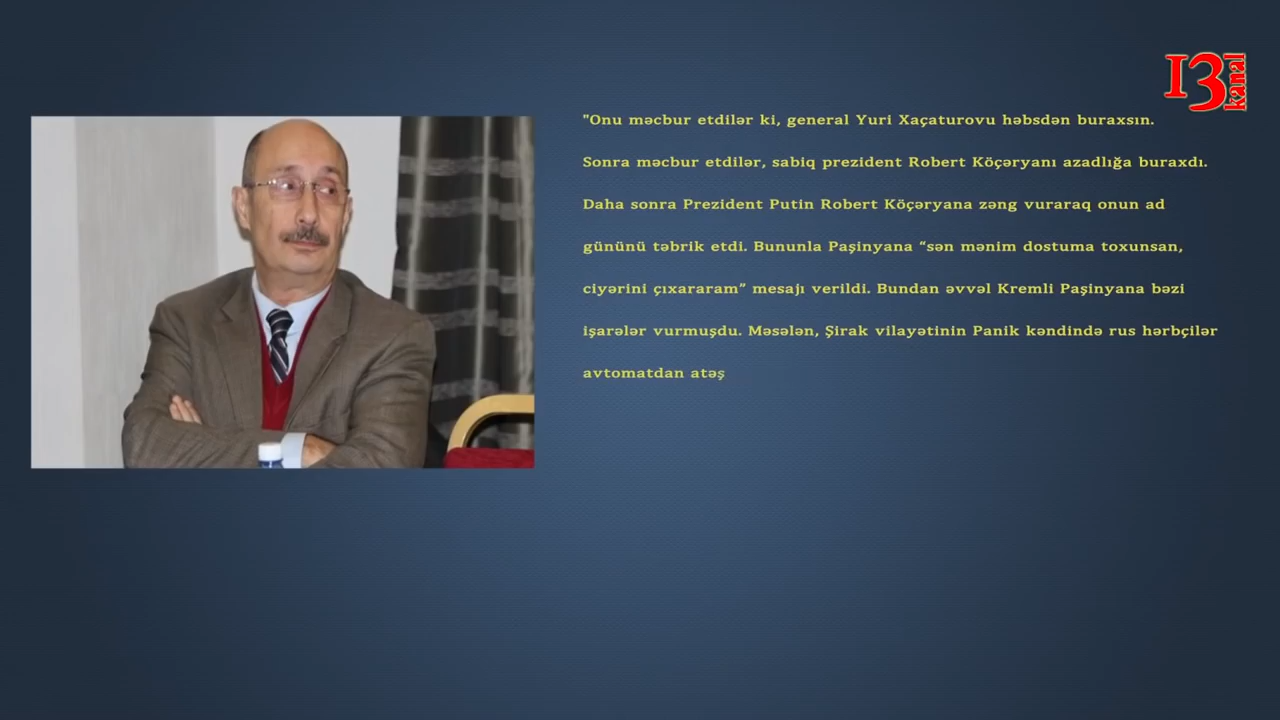 13 kanal
"Onu məcbur etdilər ki, general Yuri Xaçaturovu həbsdən buraxsın.
Sonra məcbur etdilər, sabiq prezident Robert Köçəryanı azadlığa buraxdı.
Daha sonra Prezident Putin Robert Köçəryana zəng vuraraq onun ad
gününü təbrik etdi. Bununla Paşinyana “sən mənim dostuma toxunsan,
ciyərini çıxararam” mesajı verildi. Bundan əvvəl Kremli Paşinyana bəzi
işarələr vurmuşdu. Məsələn, Şirak vilayətinin Panik kəndində rus hərbçilər
avtomatdan atəş